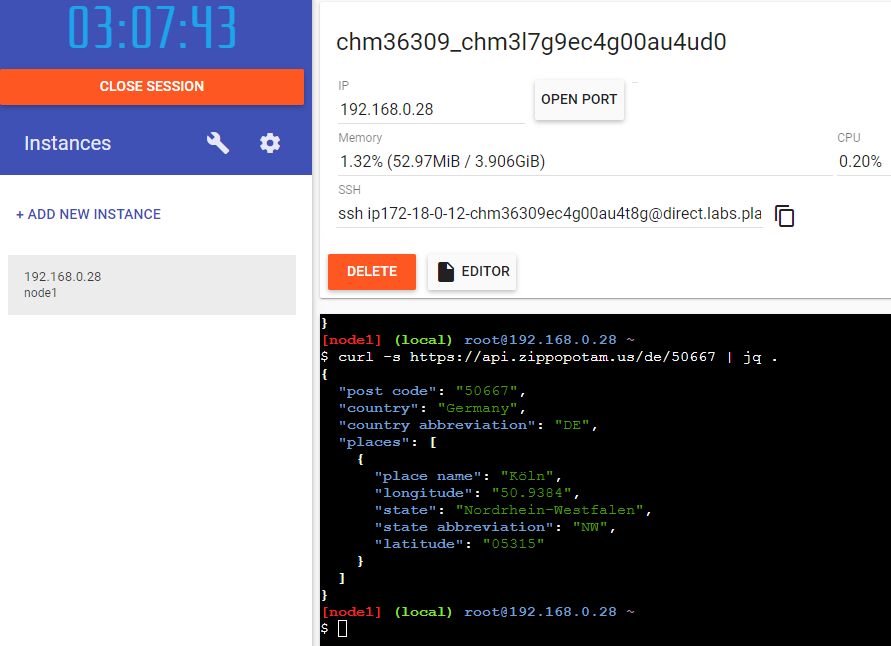 03:07:43
CLOSE SESSION
Instances
+ ADD NEW INSTANCE
192.168.0.28
node1
chm36309_chm3l7g9ec4g00au4ud0
IP
192.168.0.28
OPEN PORT
Memory
1.32% (52.97MiB / 3.906GiB)
CPU
0.20%
SSH
ssh ip172-18-0-12-chm36309ec4g00au4t8g@direct.labs.pla
DELETE
EDITOR
}
[node1] (local) root@192.168.0.28 ~
$ curl -s https://api.zippopotam.us/de/50667 | jq .
{
  "post code": "50667",
  "country": "Germany",
  "country abbreviation": "DE",
  "places": [
    {
      "place name": "Köln",
      "longitude": "50.9384",
      "state": "Nordrhein-Westfalen",
      "state abbreviation": "NW",
      "latitude": "05315"
    }
  ]
}
[node1] (local) root@192.168.0.28 ~
$